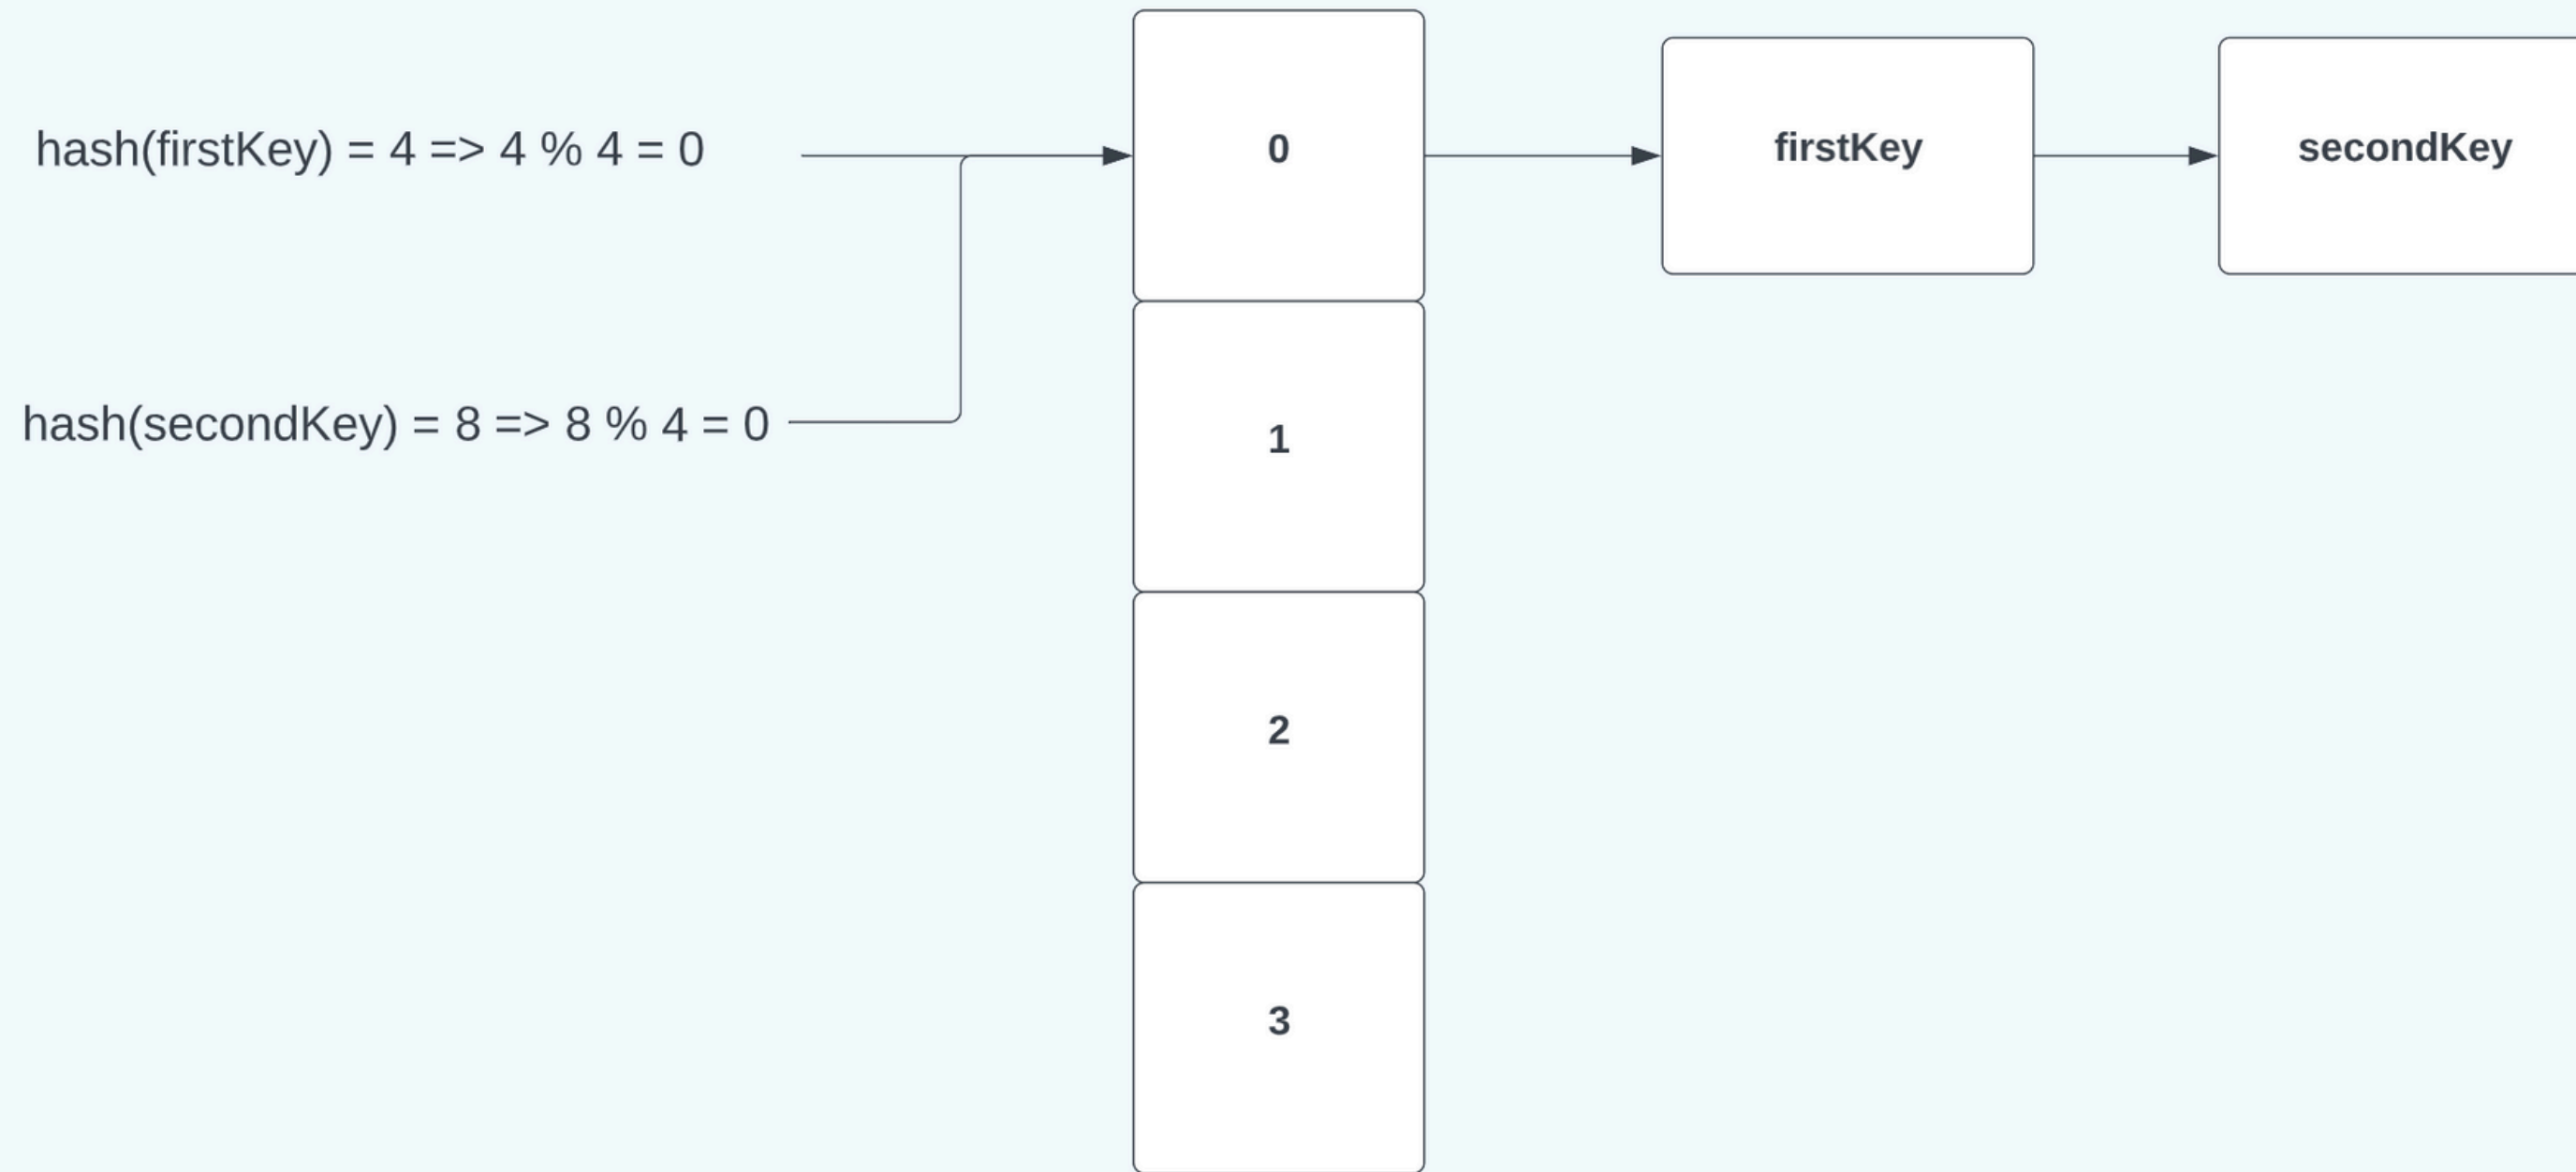 hash(firstKey) = 4 => 4 % 4 = 0
0
firstKey
secondKey
hash(secondKey) = 8 => 8 % 4 = 0
1
2
3